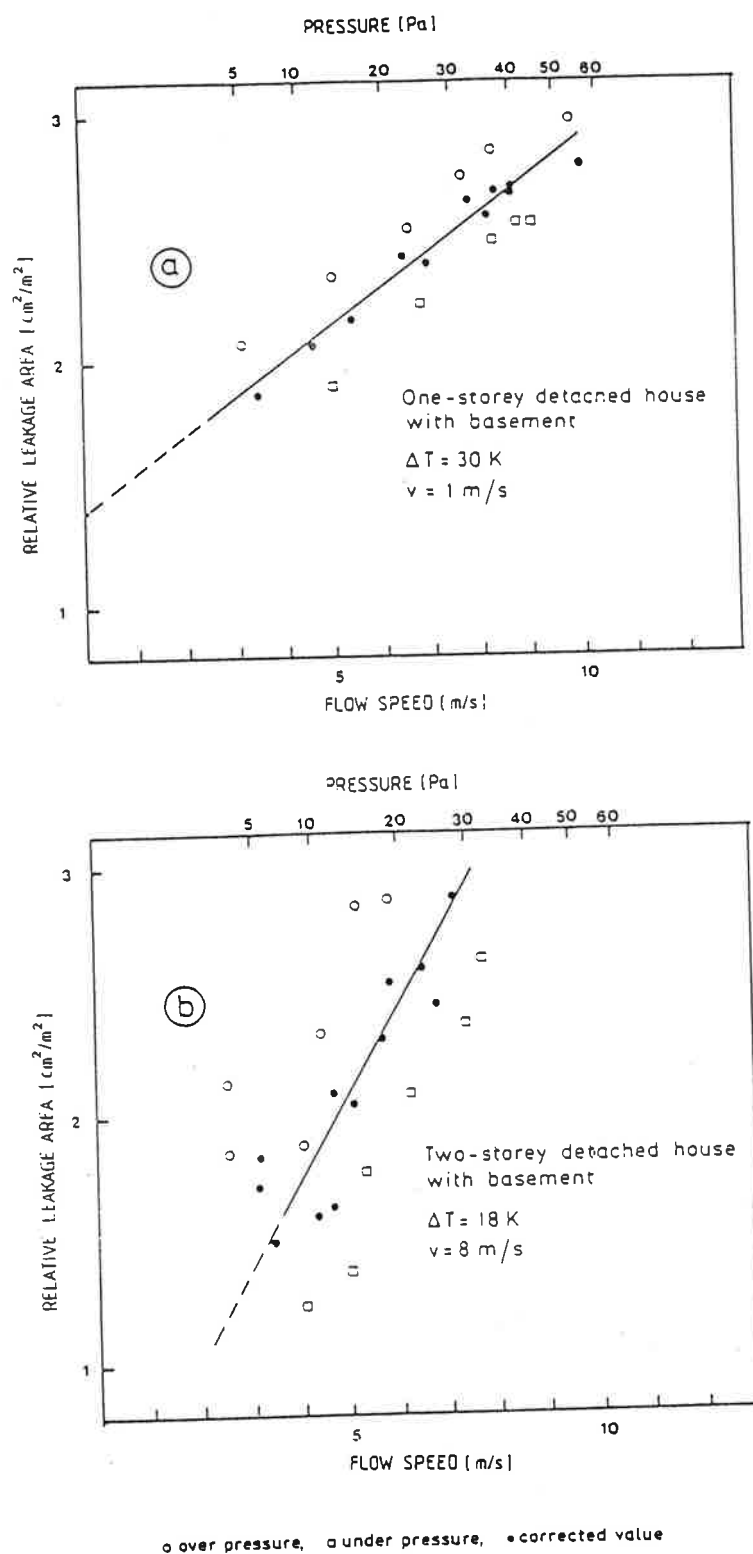 PRESSURE [Pa]
5 10 20 30 40 50 60
3
2
1
RELATIVE LEAKAGE AREA [cm²/m²]
a
One-storey detached house
with basement
ΔT = 30 K
v = 1 m/s
5 10
FLOW SPEED [m/s]
PRESSURE [Pa]
5 10 20 30 40 50 60
3
2
1
RELATIVE LEAKAGE AREA [cm²/m²]
b
Two-storey detached house
with basement
ΔT = 18 K
v = 8 m/s
5 10
FLOW SPEED [m/s]
o over pressure, □ under pressure, • corrected value